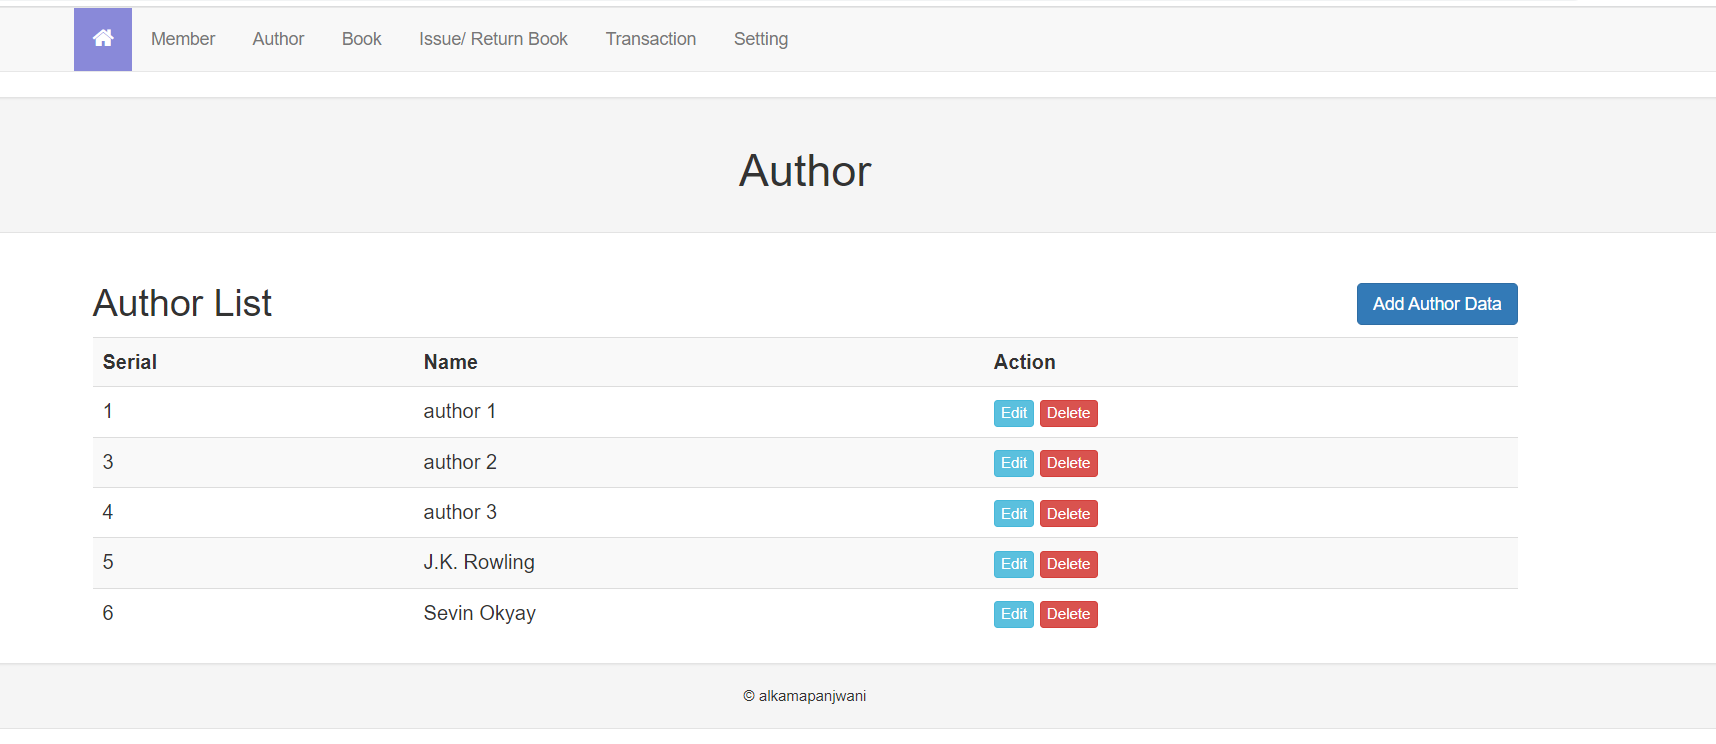 Member Author Book Issue/ Return Book Transaction Setting
Author
Author List Add Author Data
Serial Name Action
1 author 1 Edit Delete
3 author 2 Edit Delete
4 author 3 Edit Delete
5 J.K. Rowling Edit Delete
6 Sevin Okyay Edit Delete
© alkamapanjwani